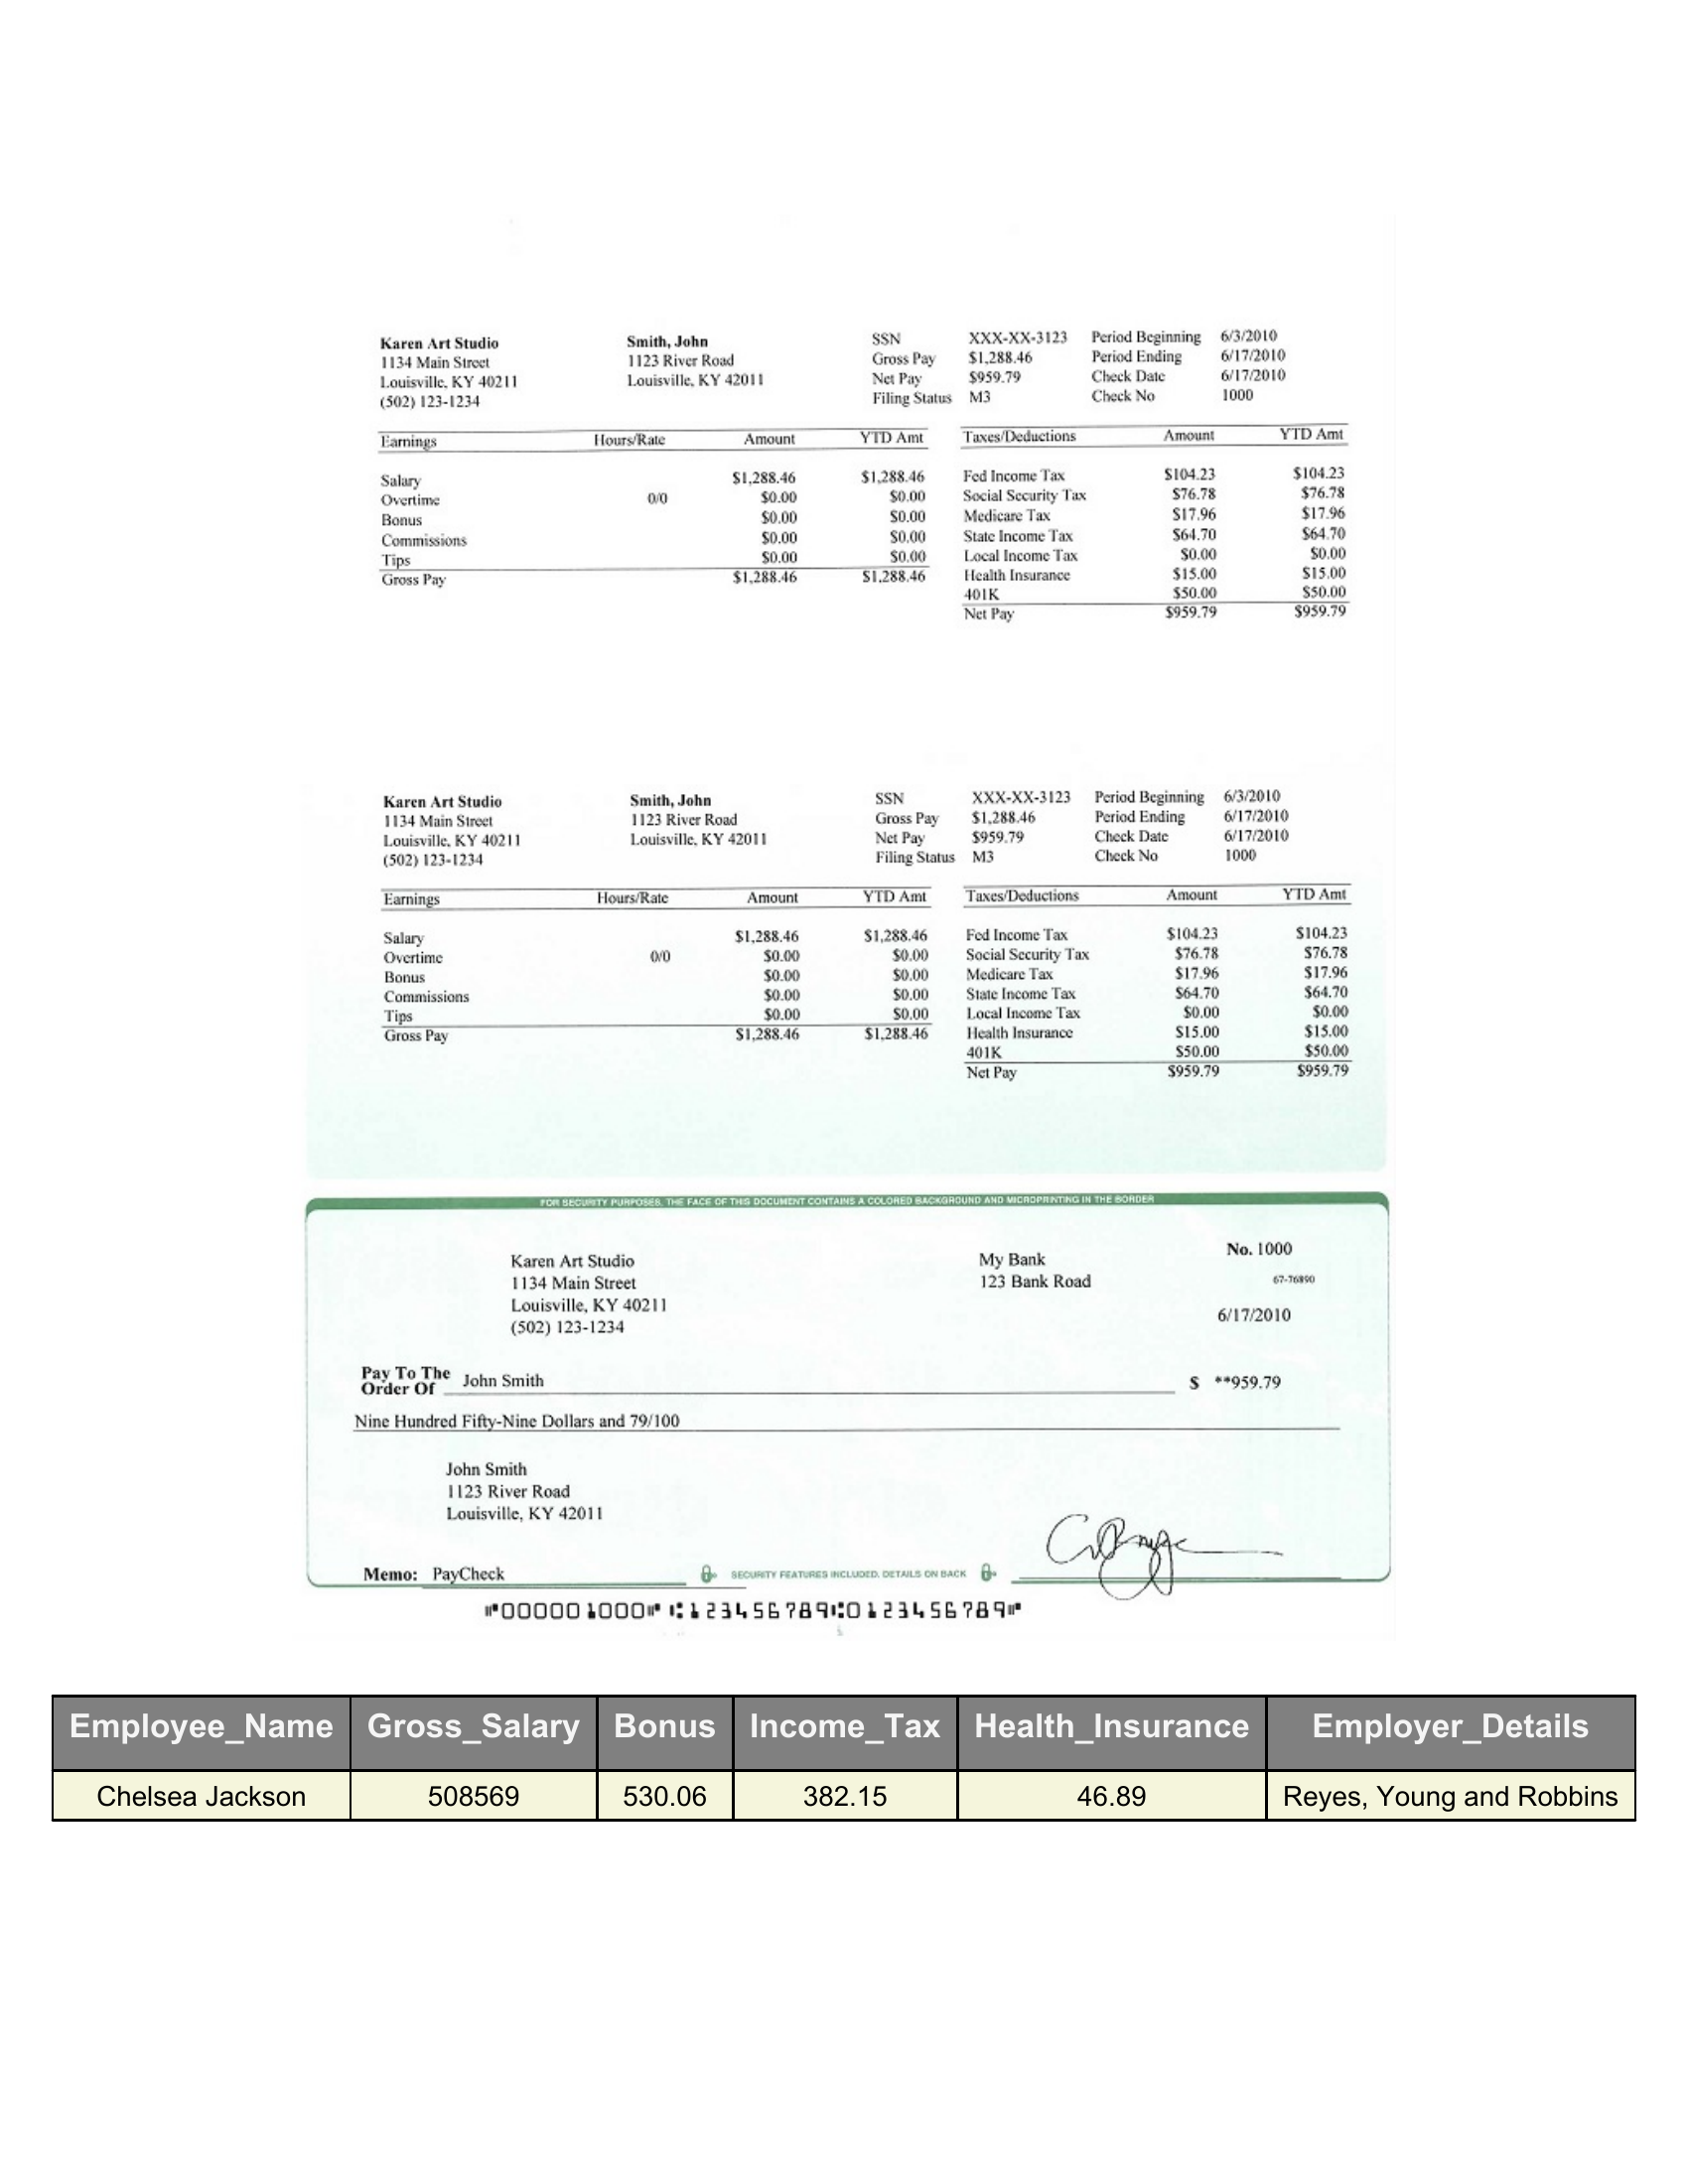 Karen Art Studio Smith, John SSN XXX-XX-3123 Period Beginning 6/3/2010
1134 Main Street 1123 River Road Gross Pay $1,288.46 Period Ending 6/17/2010
Louisville, KY 40211 Louisville, KY 42011 Net Pay $959.79 Check Date 6/17/2010
(502) 123-1234 Filing Status M3 Check No 1000
Earnings Hours/Rate Amount YTD Amt Taxes/Deductions Amount YTD Amt
Salary $1,288.46 $1,288.46 Fed Income Tax $104.23 $104.23
Overtime 0/0 $0.00 $0.00 Social Security Tax $76.78 $76.78
Bonus $0.00 $0.00 Medicare Tax $17.96 $17.96
Commissions $0.00 $0.00 State Income Tax $64.70 $64.70
Tips $0.00 $0.00 Local Income Tax $0.00 $0.00
Gross Pay $1,288.46 $1,288.46 Health Insurance $15.00 $15.00
401K $50.00 $50.00
Net Pay $959.79 $959.79
Karen Art Studio Smith, John SSN XXX-XX-3123 Period Beginning 6/3/2010
1134 Main Street 1123 River Road Gross Pay $1,288.46 Period Ending 6/17/2010
Louisville, KY 40211 Louisville, KY 42011 Net Pay $959.79 Check Date 6/17/2010
(502) 123-1234 Filing Status M3 Check No 1000
Earnings Hours/Rate Amount YTD Amt Taxes/Deductions Amount YTD Amt
Salary $1,288.46 $1,288.46 Fed Income Tax $104.23 $104.23
Overtime 0/0 $0.00 $0.00 Social Security Tax $76.78 $76.78
Bonus $0.00 $0.00 Medicare Tax $17.96 $17.96
Commissions $0.00 $0.00 State Income Tax $64.70 $64.70
Tips $0.00 $0.00 Local Income Tax $0.00 $0.00
Gross Pay $1,288.46 $1,288.46 Health Insurance $15.00 $15.00
401K $50.00 $50.00
Net Pay $959.79 $959.79
FOR SECURITY PURPOSES, THE FACE OF THIS DOCUMENT CONTAINS A COLORED BACKGROUND AND MICROPRINTING IN THE BORDER
Karen Art Studio My Bank No. 1000
1134 Main Street 123 Bank Road 67-76890
Louisville, KY 40211 6/17/2010
(502) 123-1234
Pay To The
Order Of John Smith $ **959.79
Nine Hundred Fifty-Nine Dollars and 79/100
John Smith
1123 River Road
Louisville, KY 42011
Memo: PayCheck SECURITY FEATURES INCLUDED. DETAILS ON BACK
⑈000001000⑈ ⑆123456789⑆0123456789⑈
Employee_Name Gross_Salary Bonus Income_Tax Health_Insurance Employer_Details
Chelsea Jackson 508569 530.06 382.15 46.89 Reyes, Young and Robbins